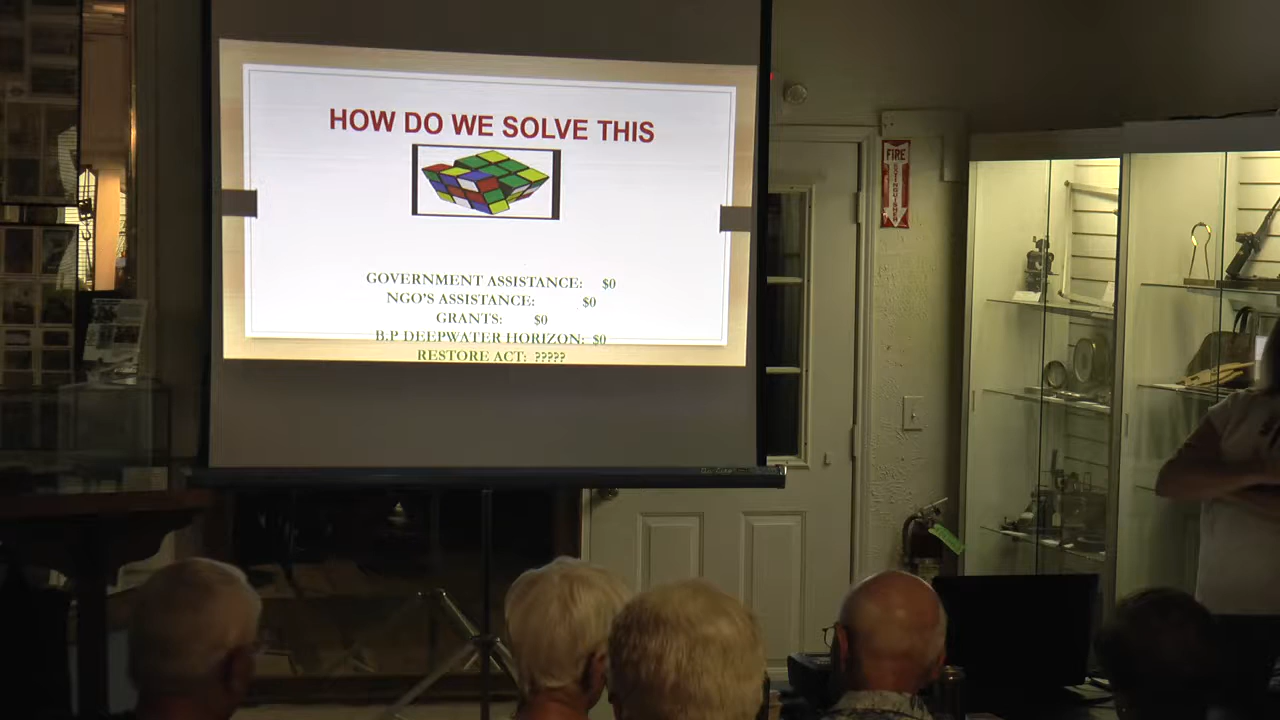 HOW DO WE SOLVE THIS
GOVERNMENT ASSISTANCE: $0
NGO'S ASSISTANCE: $0
GRANTS: $0
B.P DEEPWATER HORIZON: $0
RESTORE ACT: ?????
FIRE
EXTINGUISHER